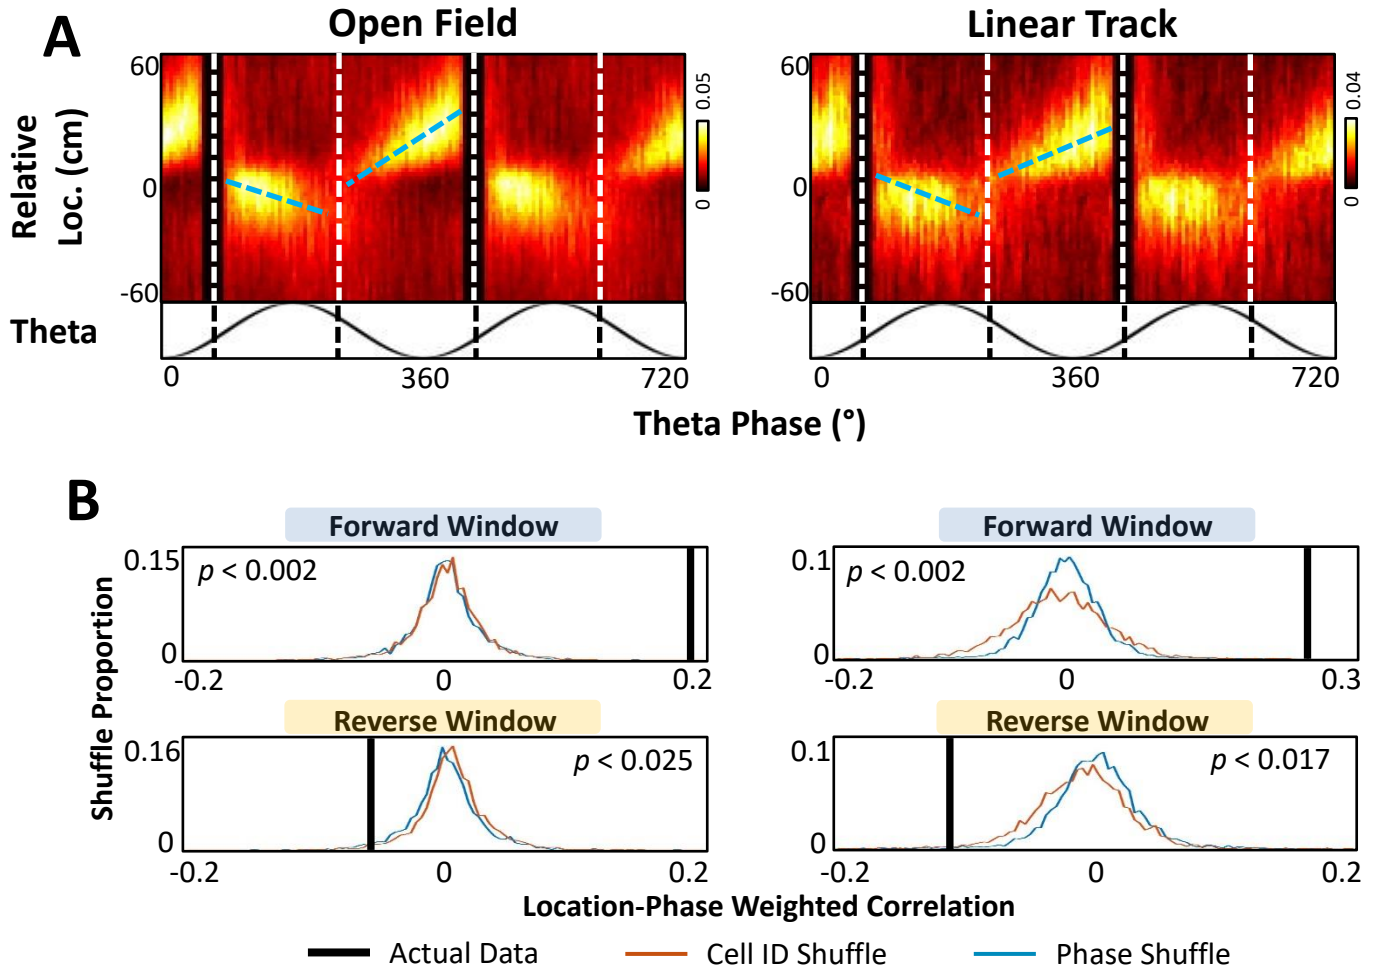 A
Open Field
Linear Track
Relative
Loc. (cm)
60
0
-60
0.05
0
60
0
-60
0.04
0
Theta
0
360
720
0
360
720
Theta Phase (°)
B
Shuffle Proportion
Forward Window
0.15
0
p < 0.002
-0.2
0
0.2
Forward Window
0.1
0
p < 0.002
-0.2
0
0.3
Reverse Window
0.16
0
p < 0.025
-0.2
0
0.2
Reverse Window
0.1
0
p < 0.017
-0.2
0
0.2
Location-Phase Weighted Correlation
Actual Data
Cell ID Shuffle
Phase Shuffle